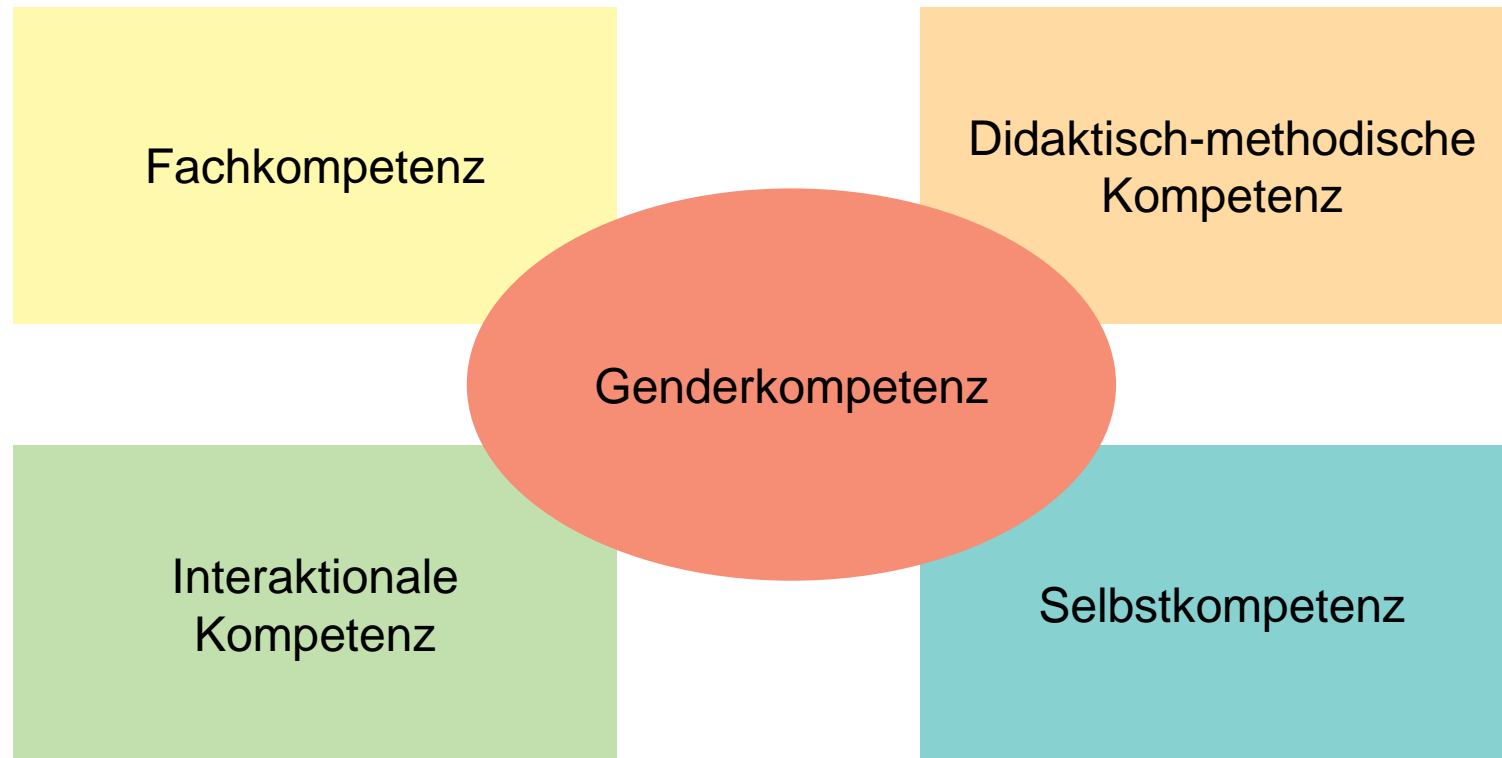 Fachkompetenz
Didaktisch-methodische
Kompetenz
Genderkompetenz
Interaktionale
Kompetenz
Selbstkompetenz